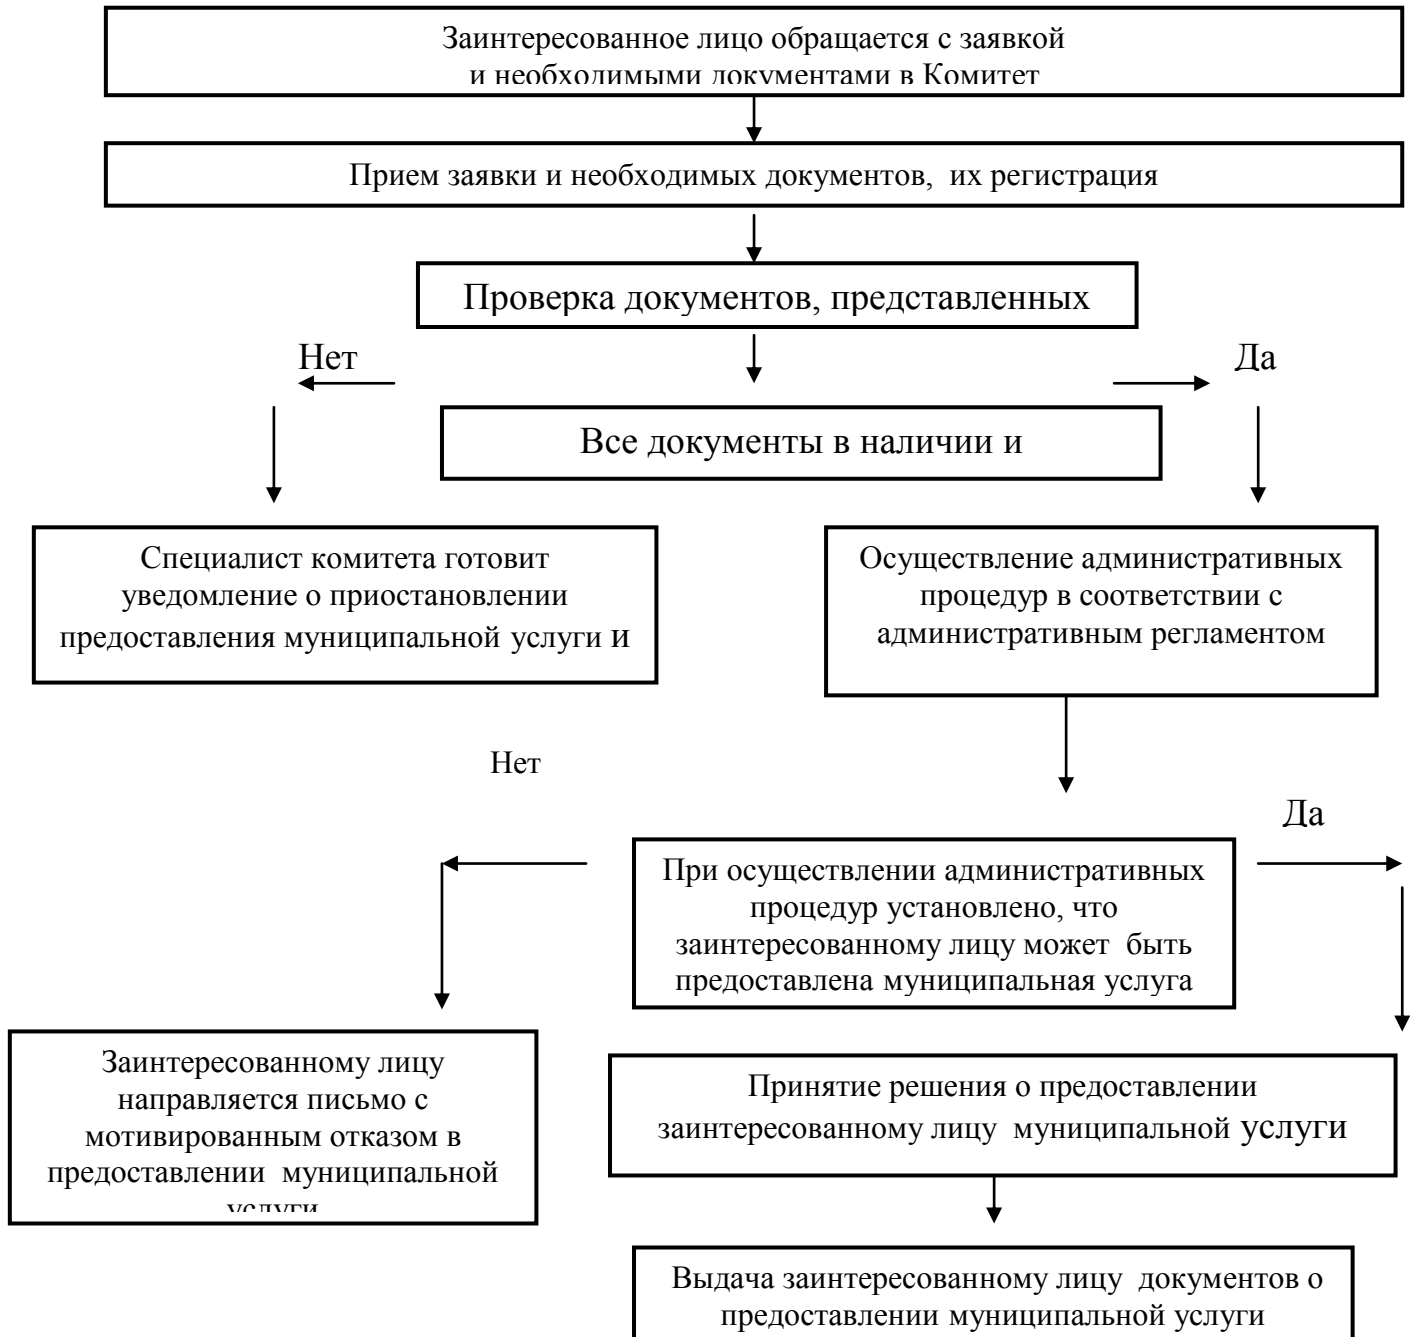 Заинтересованное лицо обращается с заявкой
и необходимыми документами в Комитет
Прием заявки и необходимых документов, их регистрация
Проверка документов, представленных
Нет
Да
Все документы в наличии и
Специалист комитета готовит
уведомление о приостановлении
предоставления муниципальной услуги и
Осуществление административных
процедур в соответствии с
административным регламентом
Нет
Да
При осуществлении административных
процедур установлено, что
заинтересованному лицу может быть
предоставлена муниципальная услуга
Заинтересованному лицу
направляется письмо с
мотивированным отказом в
предоставлении муниципальной
услуги
Принятие решения о предоставлении
заинтересованному лицу муниципальной услуги
Выдача заинтересованному лицу документов о
предоставлении муниципальной услуги